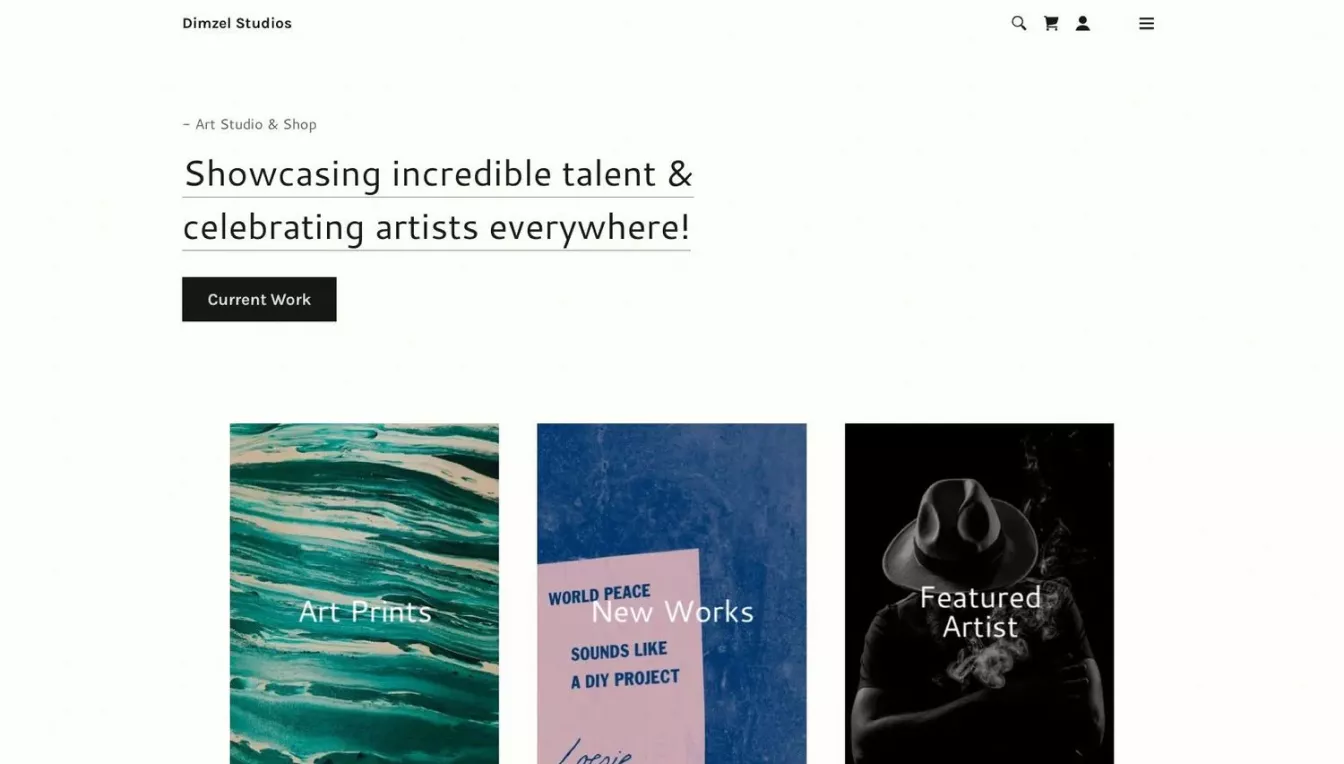 Dimzel Studios
– Art Studio & Shop
Showcasing incredible talent &
celebrating artists everywhere!
Current Work
Art Prints
WORLD PEACE
New Works
SOUNDS LIKE
A DIY PROJECT
Loesje
Featured
Artist